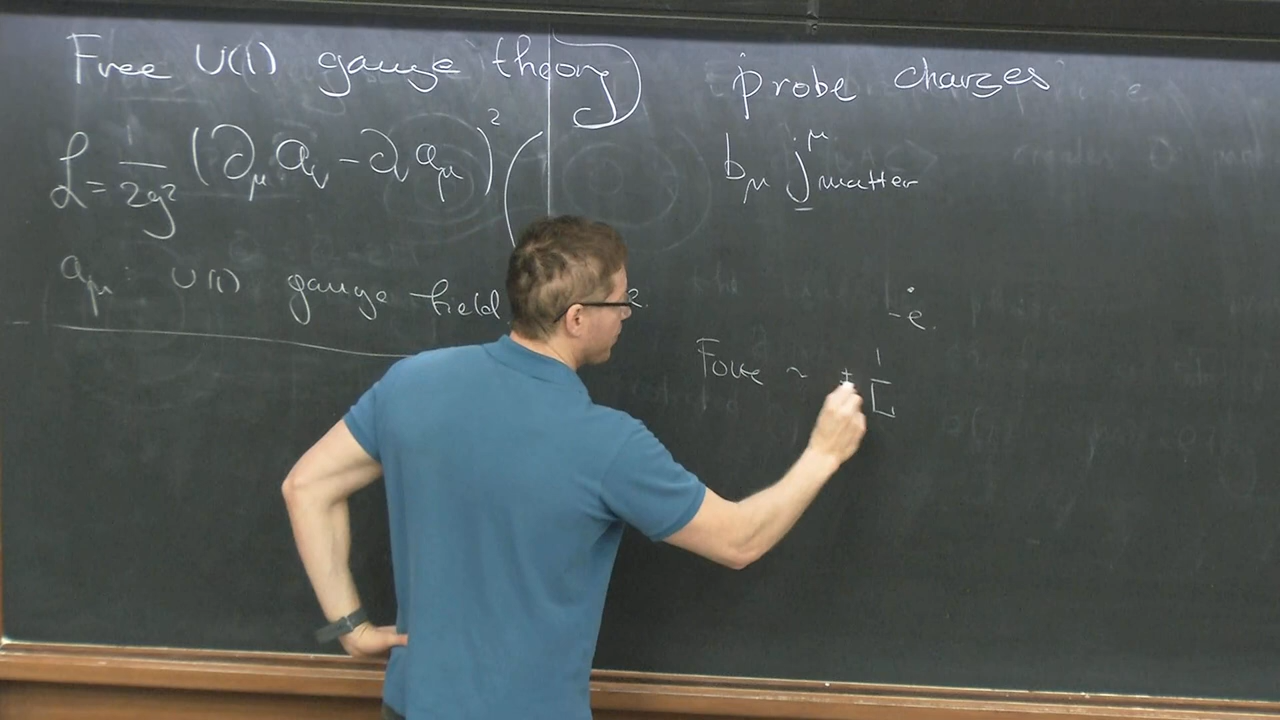 Free U(1) gauge theory
L = 1/2g² (∂_μ a_ν - ∂_ν a_μ)²
a_μ : U(1) gauge field
probe charges
b_μ j^μ_matter
-e
Force ~ ± 1/L